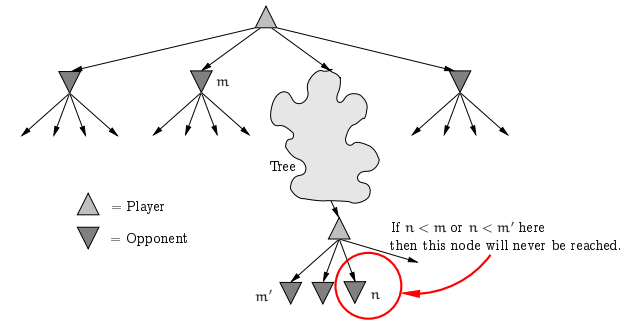 m
Tree
= Player
= Opponent
If n < m or n < m′ here
then this node will never be reached.
m′
n